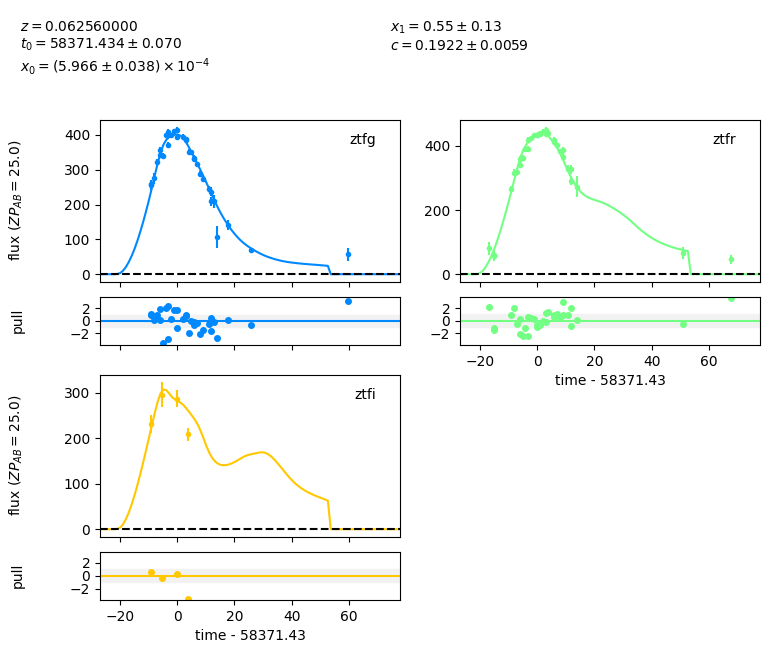 z = 0.062560000
t₀ = 58371.434 ± 0.070
x₀ = (5.966 ± 0.038) × 10⁻⁴
x₁ = 0.55 ± 0.13
c = 0.1922 ± 0.0059
flux (ZP_AB = 25.0)
400
300
200
100
0
ztfg
pull
2
0
−2
400
200
0
ztfr
2
0
−2
−20 0 20 40 60
time - 58371.43
flux (ZP_AB = 25.0)
300
200
100
0
ztfi
pull
2
0
−2
−20 0 20 40 60
time - 58371.43